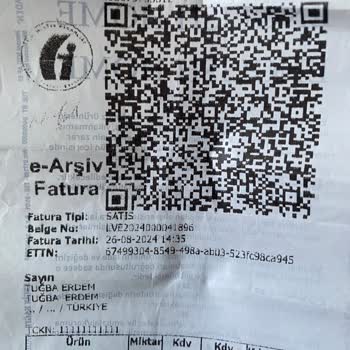 e-Arşiv
Fatura
Fatura Tipi: SATIS
Belge No: LVE2024000041896
Fatura Tarihi: 26-08-2024 14:35
ETTN: 67499304-8549-498a-ab03-523fc98ca945
Sayın
TUĞBA ERDEM
TUĞBA ERDEM
, / ... / TÜRKİYE
TCKN: 11111111111
Ürün Miktar Kdv Kdv